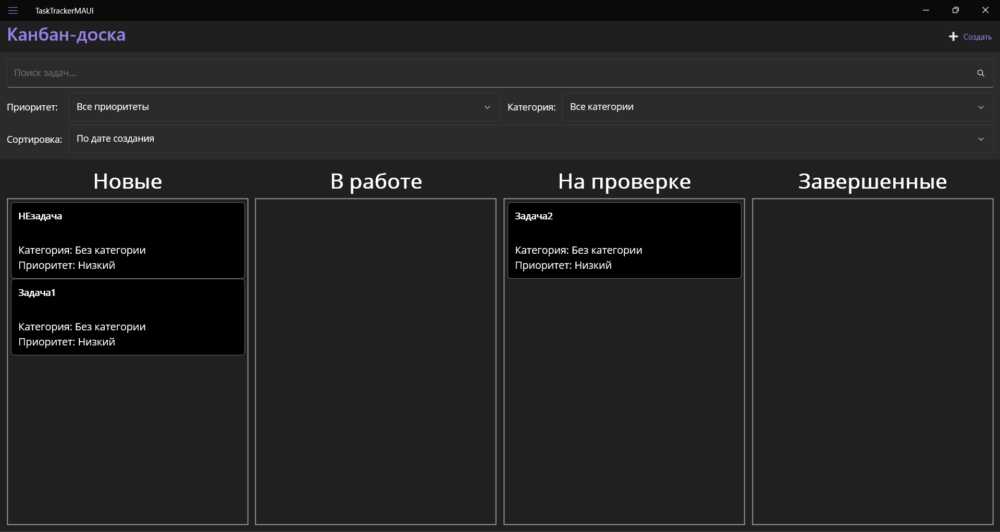 TaskTrackerMAUI
Канбан-доска
Создать
Поиск задач...
Приоритет: Все приоритеты Категория: Все категории
Сортировка: По дате создания
Новые
НЕзадача
Категория: Без категории
Приоритет: Низкий
Задача1
Категория: Без категории
Приоритет: Низкий
В работе
На проверке
Задача2
Категория: Без категории
Приоритет: Низкий
Завершенные